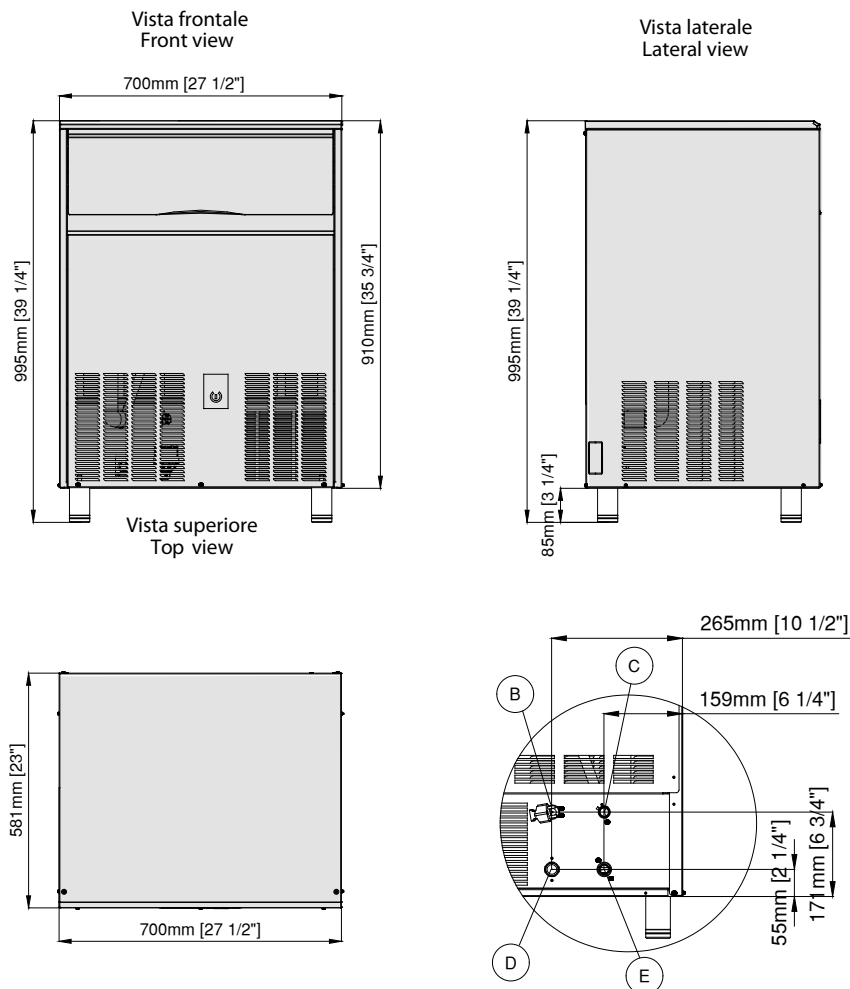 Vista frontale
Front view
700mm [27 1/2"]
995mm [39 1/4"]
910mm [35 3/4"]
Vista laterale
Lateral view
995mm [39 1/4"]
85mm [3 1/4"]
Vista superiore
Top view
581mm [23"]
700mm [27 1/2"]
265mm [10 1/2"]
C
B
159mm [6 1/4"]
171mm [6 3/4"]
55mm [2 1/4"]
D
E